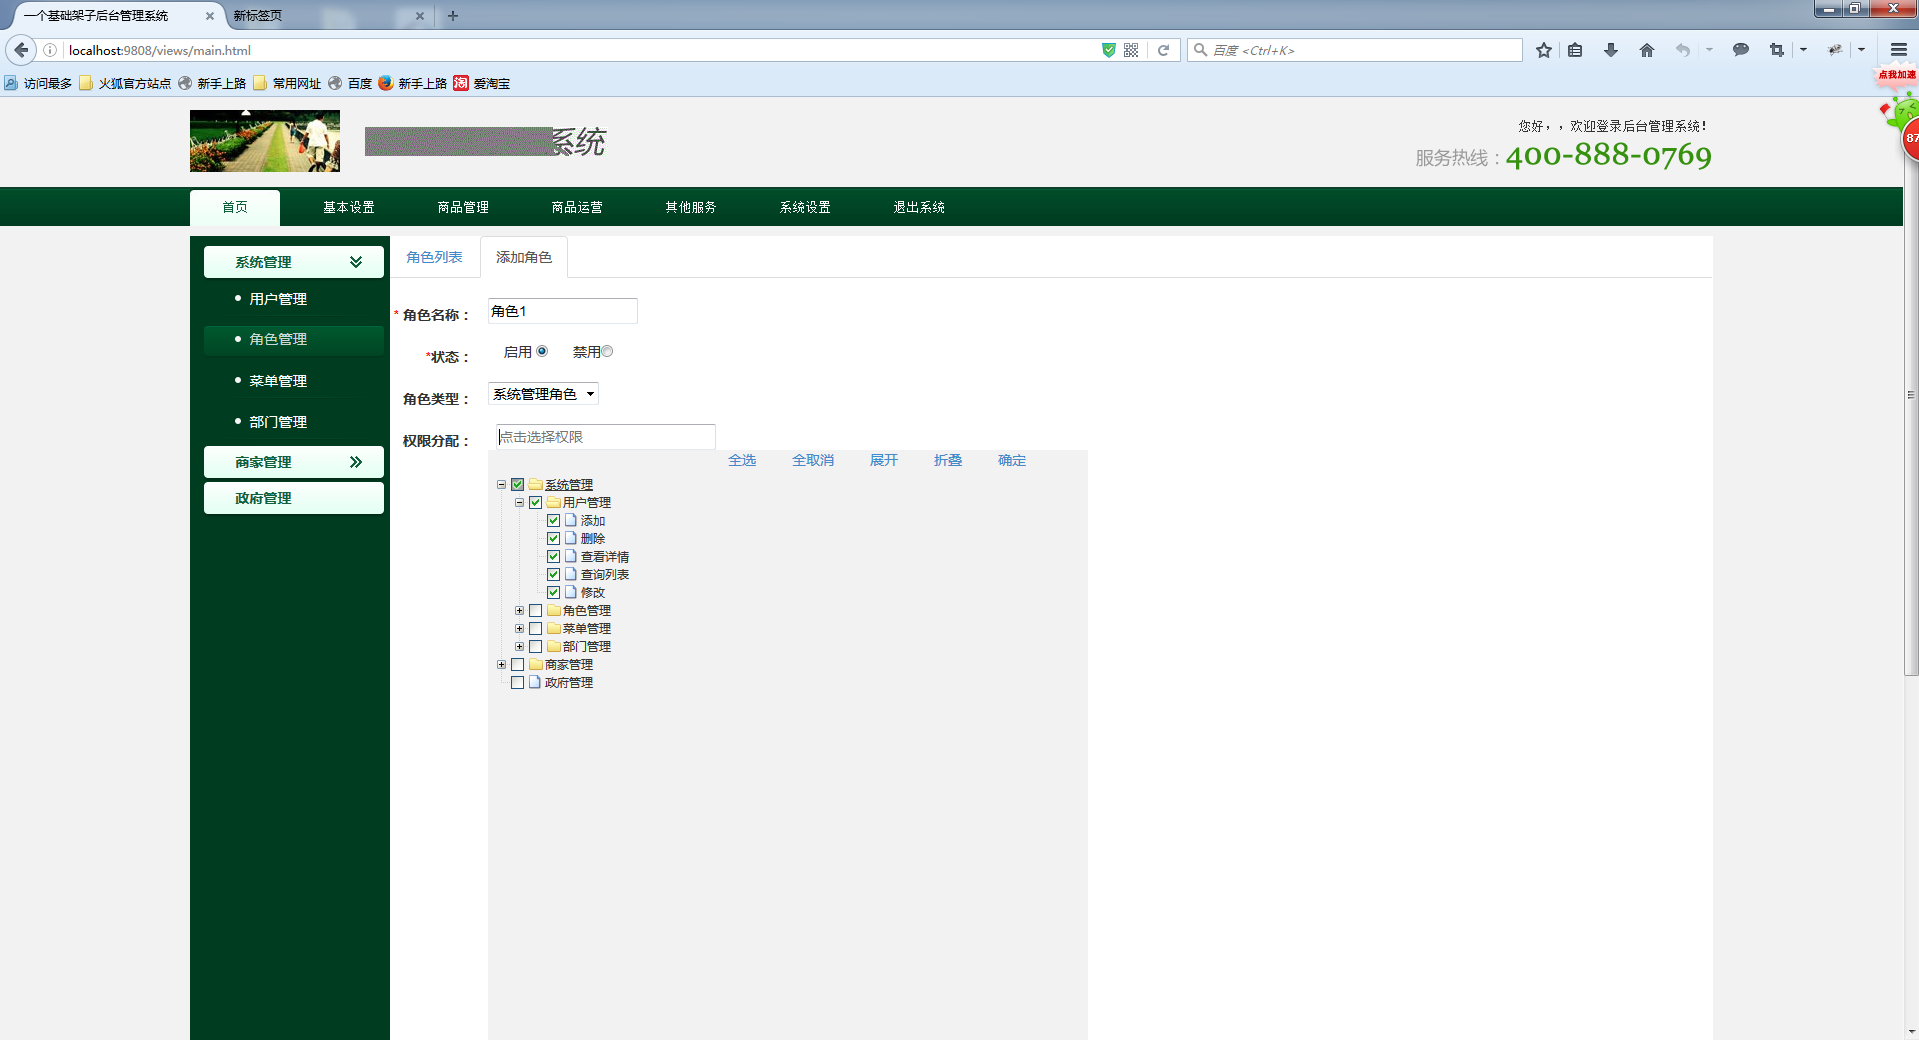 一个基础架子后台管理系统
新标签页
localhost:9808/views/main.html
百度 <Ctrl+K>
访问最多 火狐官方站点 新手上路 常用网址 百度 新手上路 淘 爱淘宝
点我加速
87
系统
您好，，欢迎登录后台管理系统！
服务热线：400-888-0769
首页 基本设置 商品管理 商品运营 其他服务 系统设置 退出系统
系统管理
用户管理
角色管理
菜单管理
部门管理
商家管理
政府管理
角色列表 添加角色
* 角色名称： 角色1
*状态： 启用 禁用
角色类型： 系统管理角色
权限分配： 点击选择权限
全选 全取消 展开 折叠 确定
系统管理
用户管理
添加
删除
查看详情
查询列表
修改
角色管理
菜单管理
部门管理
商家管理
政府管理